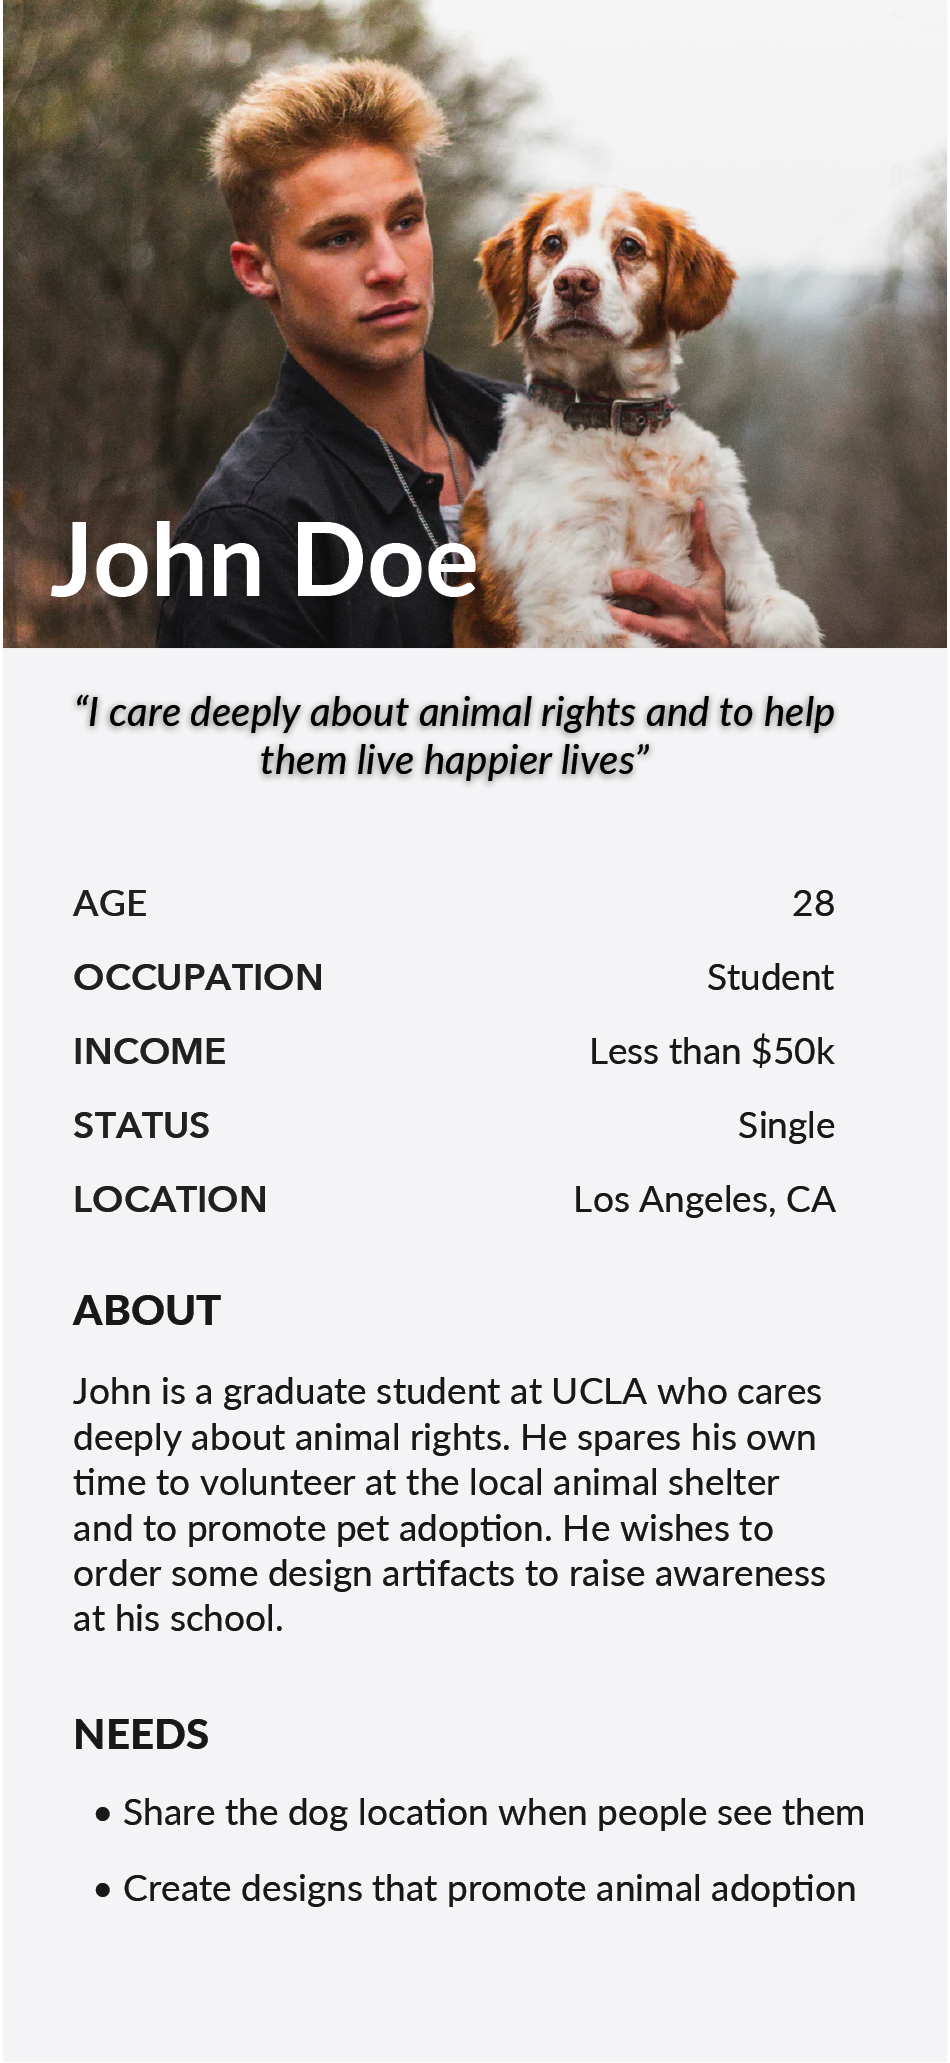 John Doe
“I care deeply about animal rights and to help
them live happier lives”
AGE 28
OCCUPATION Student
INCOME Less than $50k
STATUS Single
LOCATION Los Angeles, CA
ABOUT
John is a graduate student at UCLA who cares
deeply about animal rights. He spares his own
time to volunteer at the local animal shelter
and to promote pet adoption. He wishes to
order some design artifacts to raise awareness
at his school.
NEEDS
• Share the dog location when people see them
• Create designs that promote animal adoption